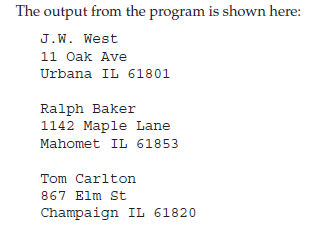 The output from the program is shown here:
J.W. West
11 Oak Ave
Urbana IL 61801
Ralph Baker
1142 Maple Lane
Mahomet IL 61853
Tom Carlton
867 Elm St
Champaign IL 61820